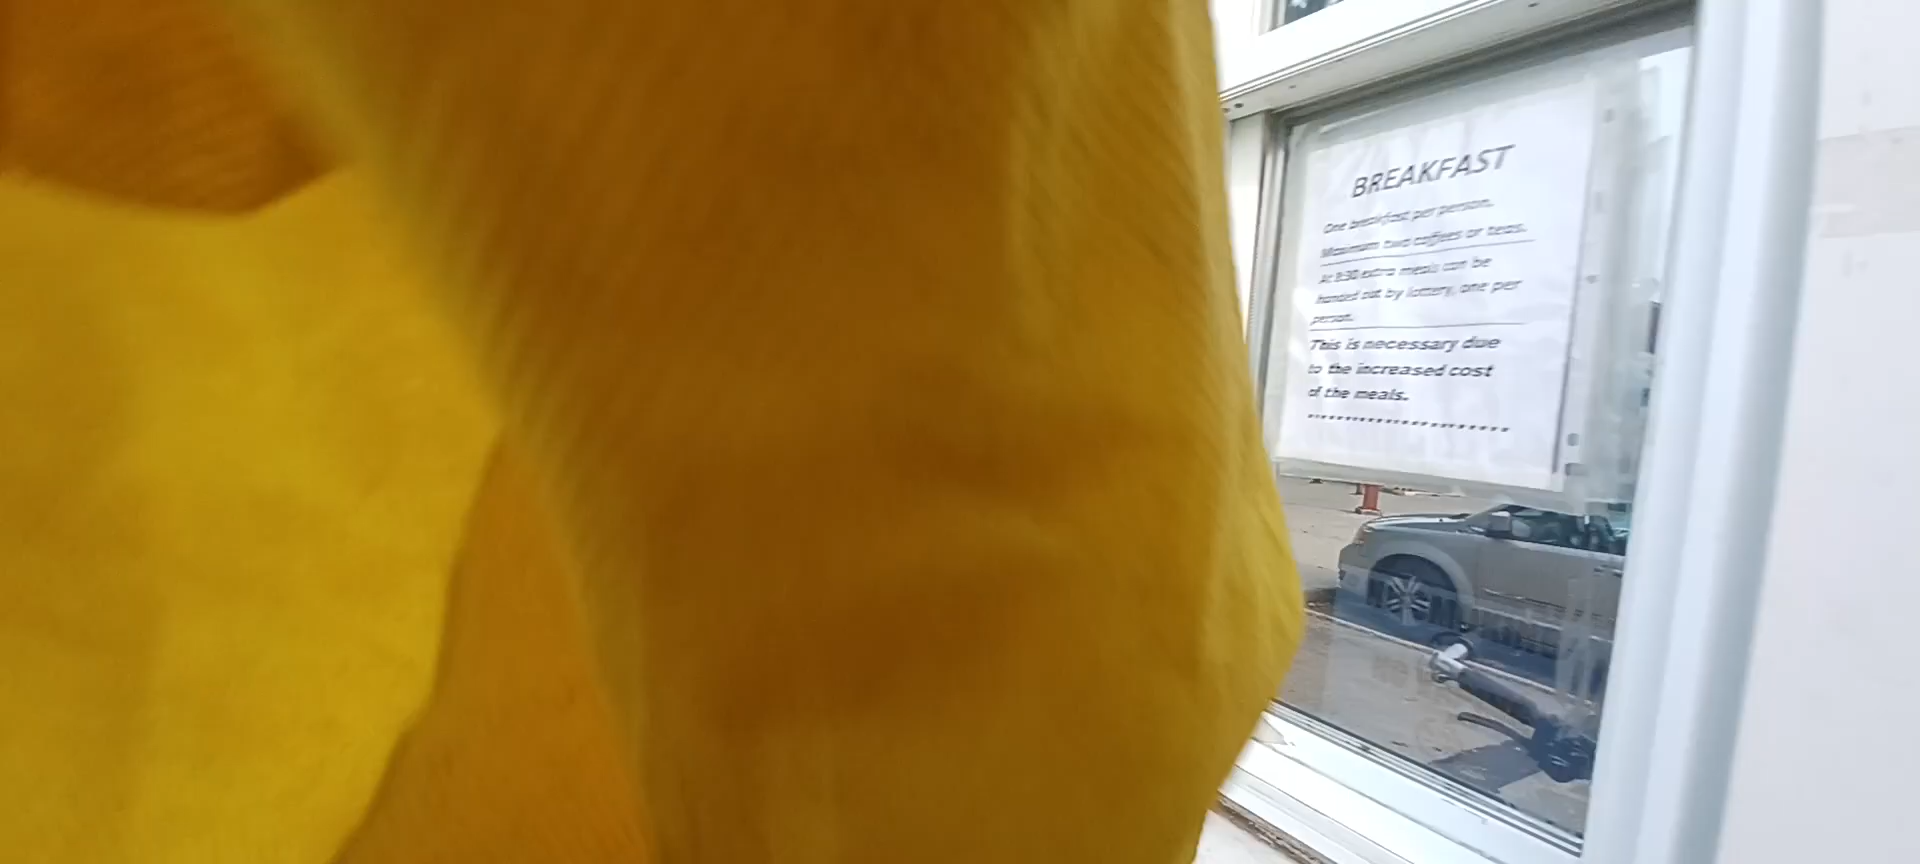 BREAKFAST
One breakfast per person.
Maximum two coffees or teas.
At 8:30 extra meals can be
handed out by lottery, one per
person.
This is necessary due
to the increased cost
of the meals.